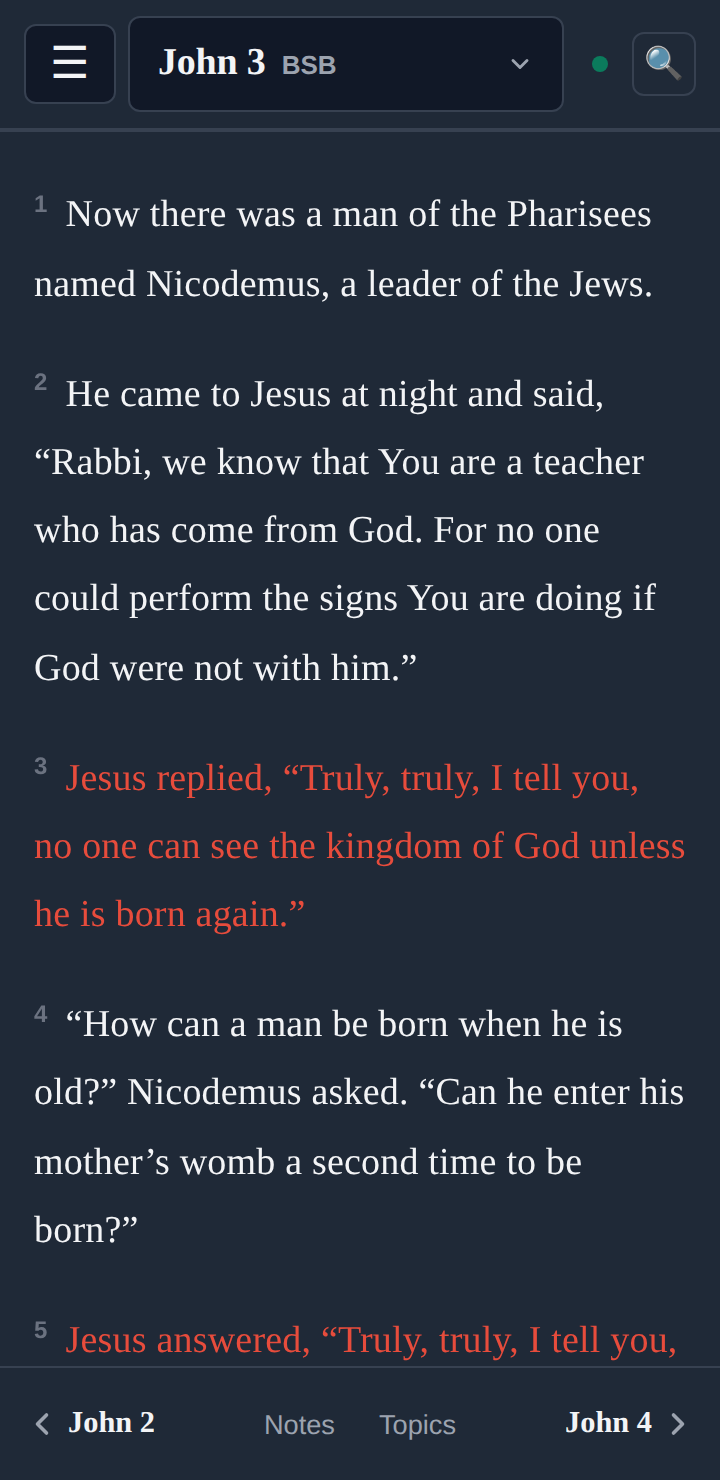 John 3 BSB
1 Now there was a man of the Pharisees
named Nicodemus, a leader of the Jews.
2 He came to Jesus at night and said,
“Rabbi, we know that You are a teacher
who has come from God. For no one
could perform the signs You are doing if
God were not with him.”
3 Jesus replied, “Truly, truly, I tell you,
no one can see the kingdom of God unless
he is born again.”
4 “How can a man be born when he is
old?” Nicodemus asked. “Can he enter his
mother’s womb a second time to be
born?”
5 Jesus answered, “Truly, truly, I tell you,
John 2 Notes Topics John 4